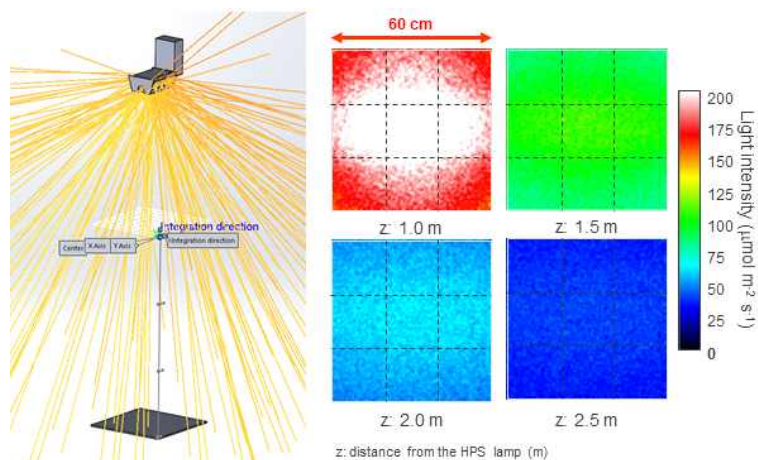 60 cm
Integration direction
Center
X Axis
Y Axis
Integration direction
z: 1.0 m
z: 1.5 m
z: 2.0 m
z: 2.5 m
200
175
150
125
100
75
50
25
0
Light intensity (μmol m-2 s-1)
z: distance from the HPS lamp (m)